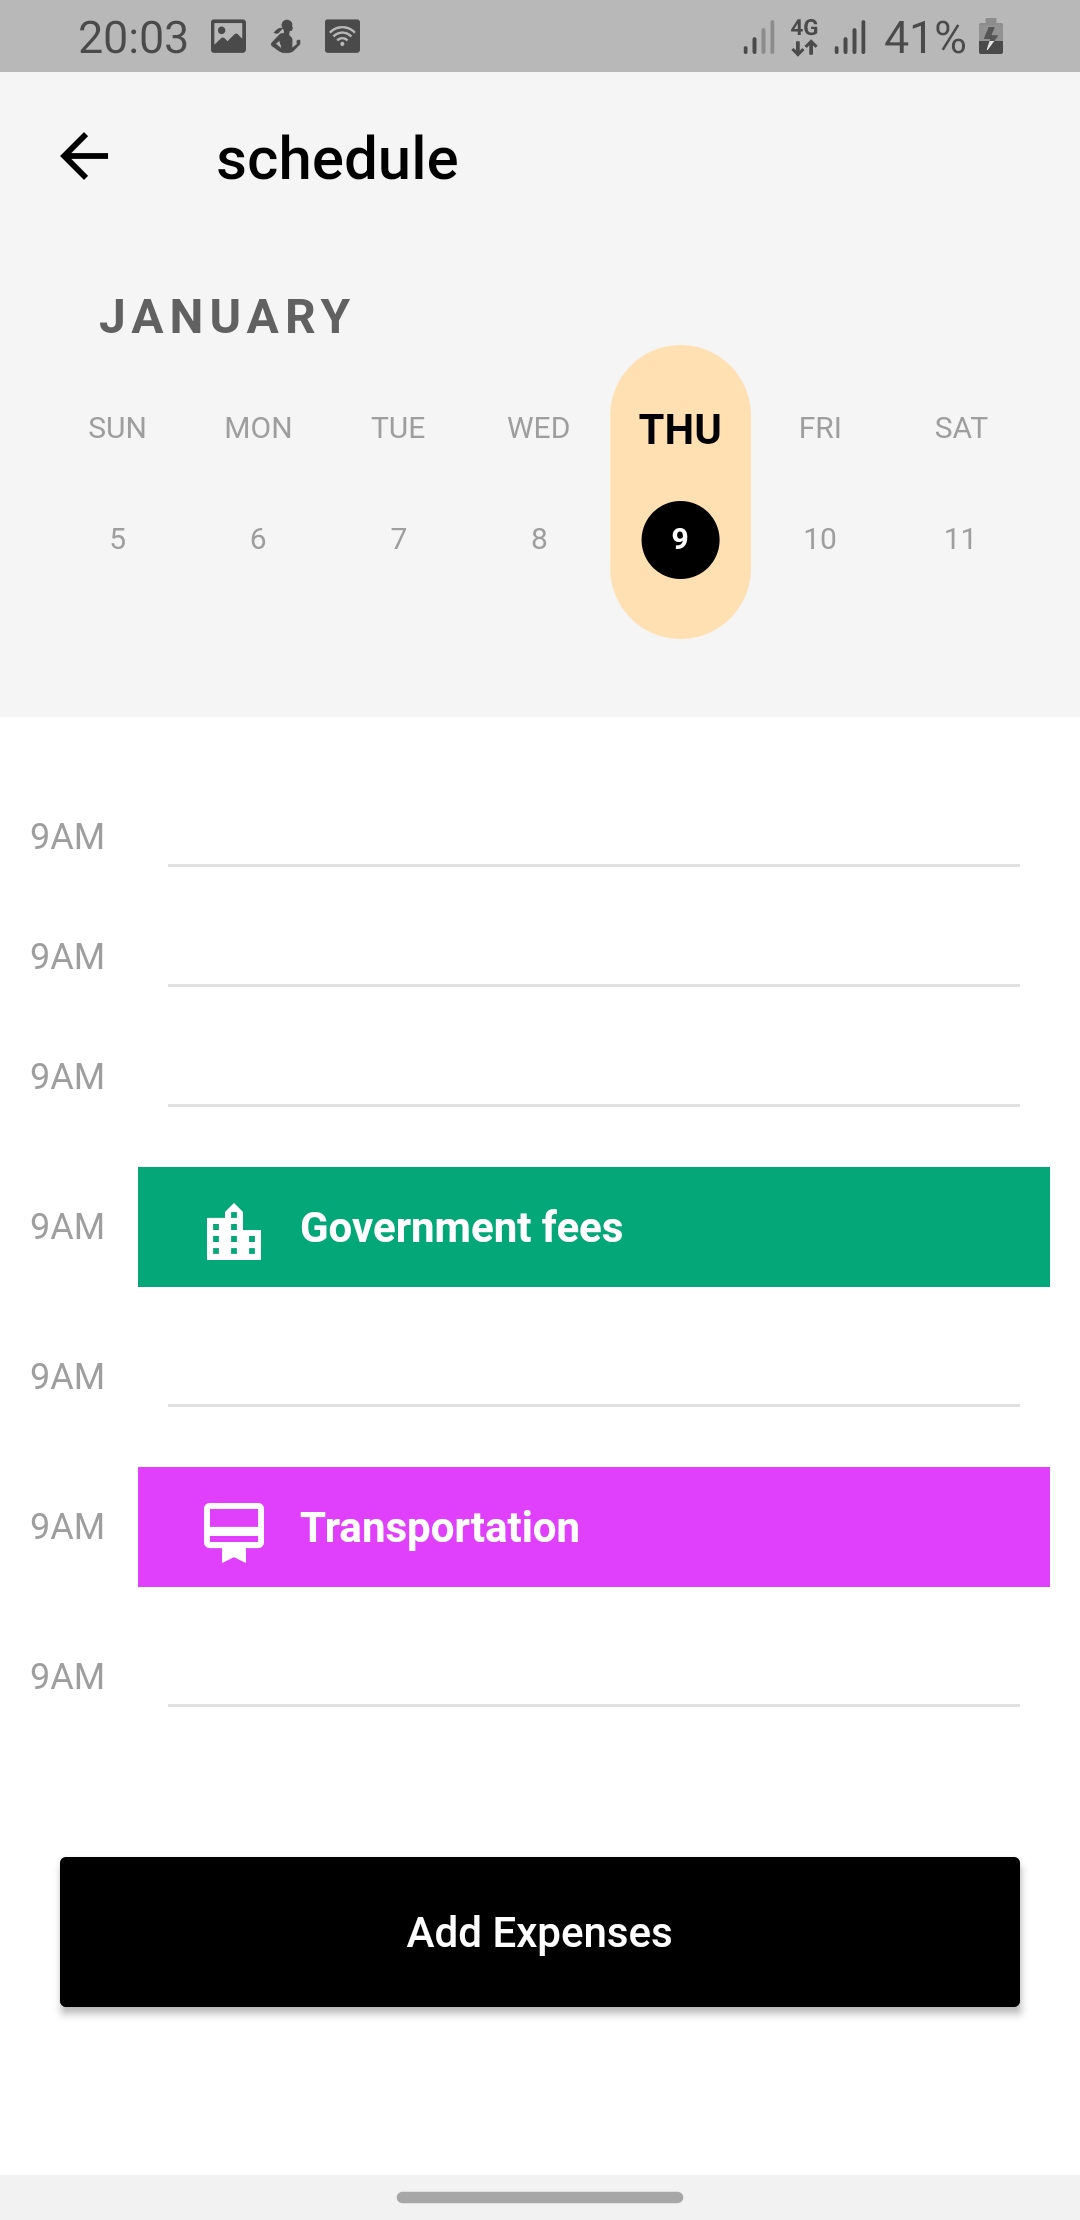 20:03 4G 41%
schedule
JANUARY
SUN MON TUE WED THU FRI SAT
5 6 7 8 9 10 11
9AM
9AM
9AM
9AM Government fees
9AM
9AM Transportation
9AM
Add Expenses